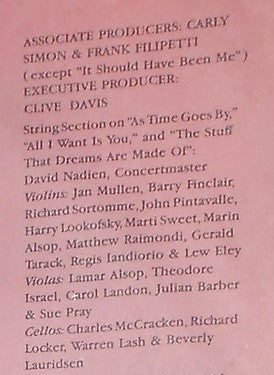 ASSOCIATE PRODUCERS: CARLY
SIMON & FRANK FILIPETTI
(except "It Should Have Been Me")
EXECUTIVE PRODUCER:
CLIVE DAVIS
String Section on "As Time Goes By,"
"All I Want Is You," and "The Stuff
That Dreams Are Made Of":
David Nadien, Concertmaster
Violins: Jan Mullen, Barry Finclair,
Richard Sortomme, John Pintavalle,
Harry Lookofsky, Marti Sweet, Marin
Alsop, Matthew Raimondi, Gerald
Tarack, Regis Iandiorio & Lew Eley
Violas: Lamar Alsop, Theodore
Israel, Carol Landon, Julian Barber
& Sue Pray
Cellos: Charles McCracken, Richard
Locker, Warren Lash & Beverly
Lauridsen